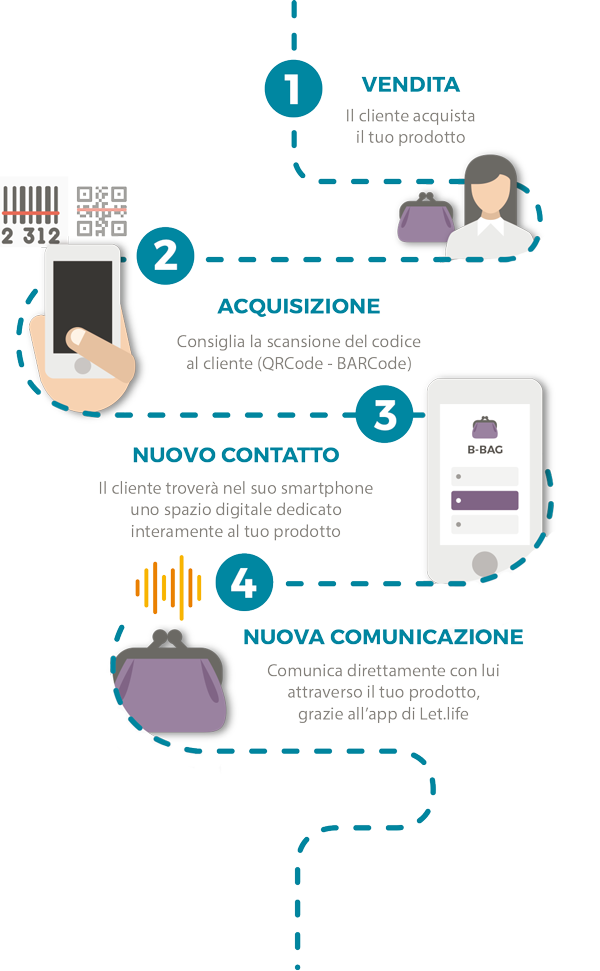 1
VENDITA
Il cliente acquista
il tuo prodotto
2 312
2
ACQUISIZIONE
Consiglia la scansione del codice
al cliente (QRCode - BARCode)
3
B-BAG
NUOVO CONTATTO
Il cliente troverà nel suo smartphone
uno spazio digitale dedicato
interamente al tuo prodotto
4
NUOVA COMUNICAZIONE
Comunica direttamente con lui
attraverso il tuo prodotto,
grazie all’app di Let.life